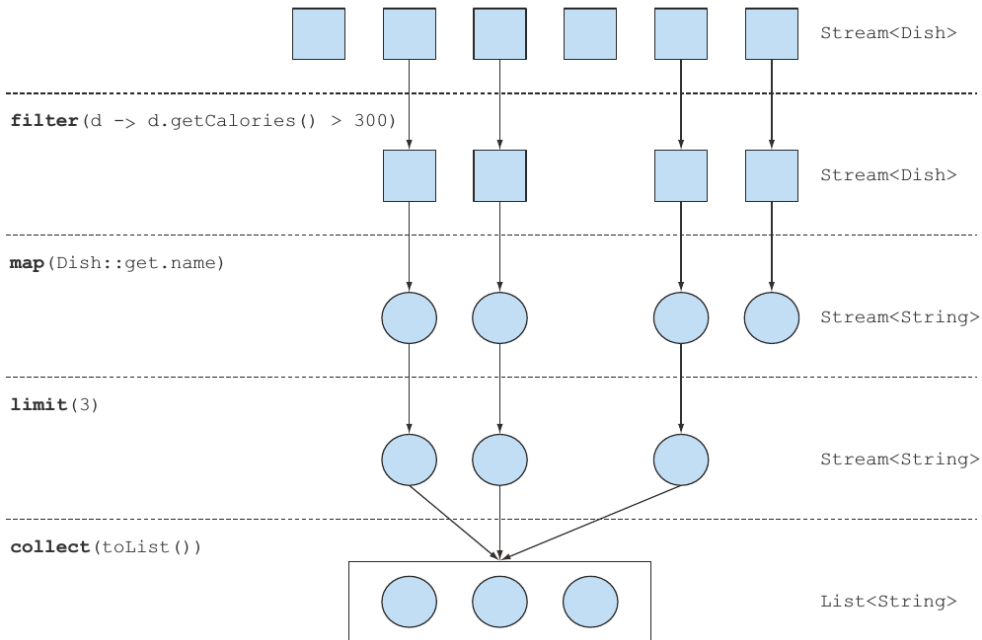 Stream<Dish>
filter(d -> d.getCalories() > 300)
Stream<Dish>
map(Dish::get.name)
Stream<String>
limit(3)
Stream<String>
collect(toList())
List<String>